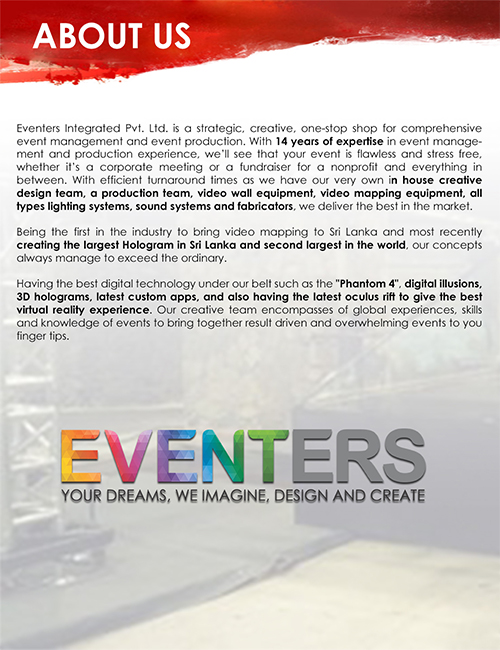 ABOUT US
Eventers Integrated Pvt. Ltd. is a strategic, creative, one-stop shop for comprehensive
event management and event production. With 14 years of expertise in event manage-
ment and production experience, we'll see that your event is flawless and stress free,
whether it's a corporate meeting or a fundraiser for a nonprofit and everything in
between. With efficient turnaround times as we have our very own in house creative
design team, a production team, video wall equipment, video mapping equipment, all
types lighting systems, sound systems and fabricators, we deliver the best in the market.
Being the first in the industry to bring video mapping to Sri Lanka and most recently
creating the largest Hologram in Sri Lanka and second largest in the world, our concepts
always manage to exceed the ordinary.
Having the best digital technology under our belt such as the "Phantom 4", digital illusions,
3D holograms, latest custom apps, and also having the latest oculus rift to give the best
virtual reality experience. Our creative team encompasses of global experiences, skills
and knowledge of events to bring together result driven and overwhelming events to you
finger tips.
EVENTERS
YOUR DREAMS, WE IMAGINE, DESIGN AND CREATE